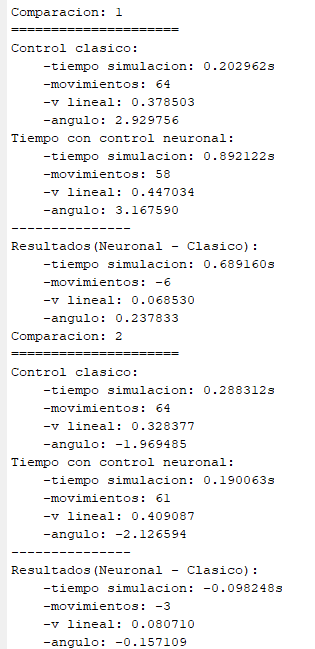 Comparacion: 1
=====================
Control clasico:
-tiempo simulacion: 0.202962s
-movimientos: 64
-v lineal: 0.378503
-angulo: 2.929756
Tiempo con control neuronal:
-tiempo simulacion: 0.892122s
-movimientos: 58
-v lineal: 0.447034
-angulo: 3.167590
---------------
Resultados(Neuronal - Clasico):
-tiempo simulacion: 0.689160s
-movimientos: -6
-v lineal: 0.068530
-angulo: 0.237833
Comparacion: 2
=====================
Control clasico:
-tiempo simulacion: 0.288312s
-movimientos: 64
-v lineal: 0.328377
-angulo: -1.969485
Tiempo con control neuronal:
-tiempo simulacion: 0.190063s
-movimientos: 61
-v lineal: 0.409087
-angulo: -2.126594
---------------
Resultados(Neuronal - Clasico):
-tiempo simulacion: -0.098248s
-movimientos: -3
-v lineal: 0.080710
-angulo: -0.157109